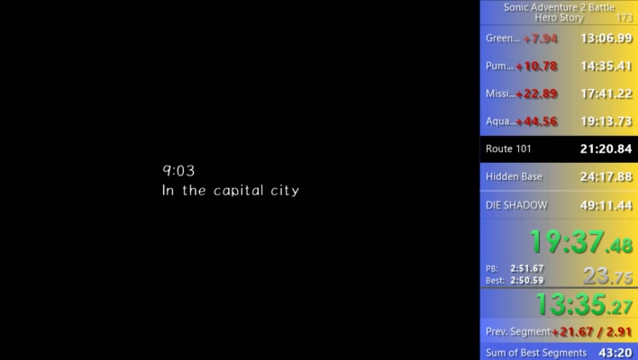 9:03
In the capital city
Sonic Adventure 2 Battle
Hero Story 173
Green... +7.94 13:06.99
Pum... +10.78 14:35.41
Missi... +22.89 17:41.22
Aqua... +44.56 19:13.73
Route 101 21:20.84
Hidden Base 24:17.88
DIE SHADOW 49:11.44
19:37.48
PB: 2:51.67
Best: 2:50.59
23.75
13:35.27
Prev. Segment +21.67 / 2.91
Sum of Best Segments 43:20